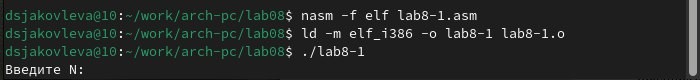 dsjakovleva@10:~/work/arch-pc/lab08$ nasm -f elf lab8-1.asm
dsjakovleva@10:~/work/arch-pc/lab08$ ld -m elf_i386 -o lab8-1 lab8-1.o
dsjakovleva@10:~/work/arch-pc/lab08$ ./lab8-1
Введите N: